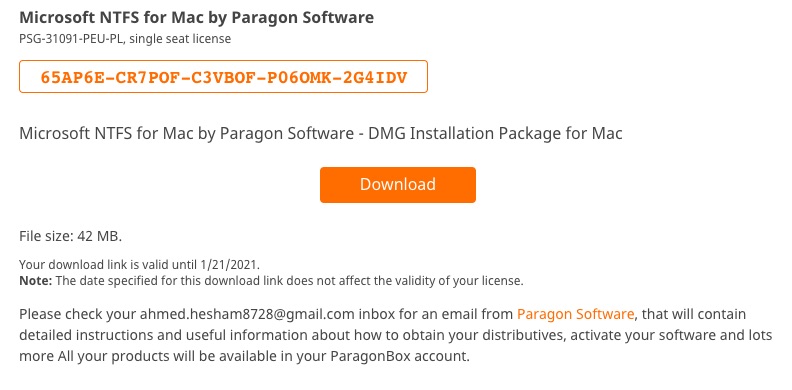 Microsoft NTFS for Mac by Paragon Software
PSG-31091-PEU-PL, single seat license
65AP6E-CR7POF-C3VBOF-P06OMK-2G4IDV
Microsoft NTFS for Mac by Paragon Software - DMG Installation Package for Mac
Download
File size: 42 MB.
Your download link is valid until 1/21/2021.
Note: The date specified for this download link does not affect the validity of your license.
Please check your ahmed.hesham8728@gmail.com inbox for an email from Paragon Software, that will contain
detailed instructions and useful information about how to obtain your distributives, activate your software and lots
more All your products will be available in your ParagonBox account.